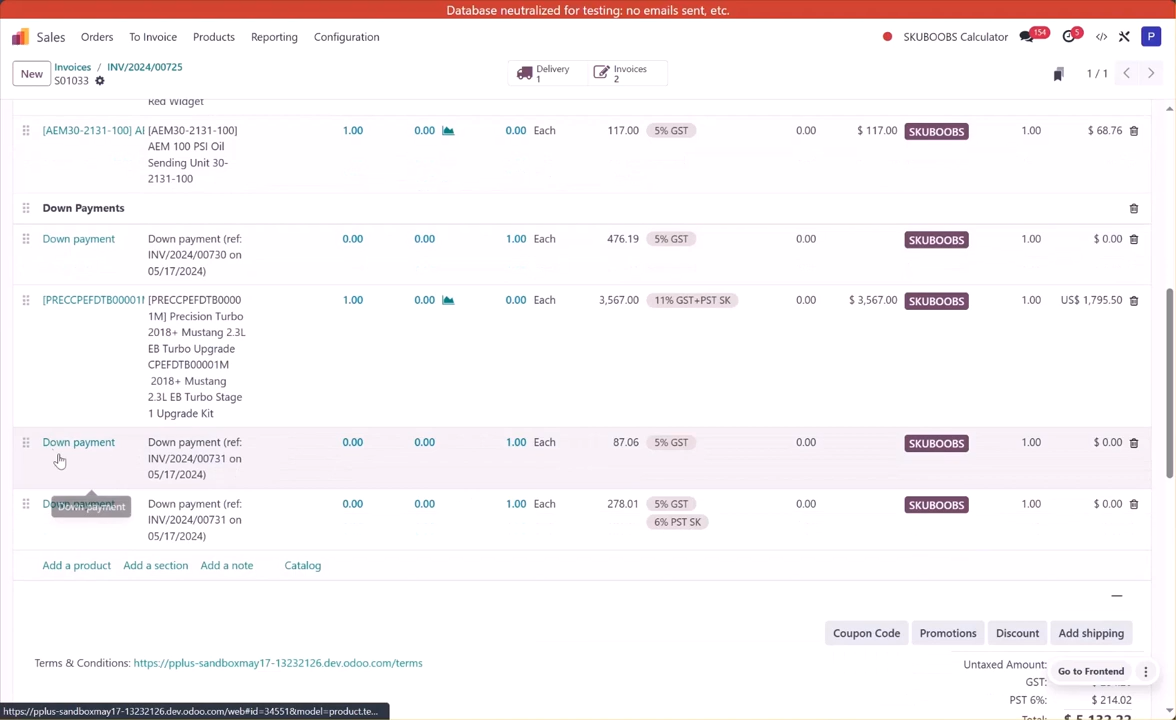 Database neutralized for testing: no emails sent, etc.
Sales Orders To Invoice Products Reporting Configuration SKUBOOBS Calculator 154 5 P
New Invoices / INV/2024/00725 Delivery 1 Invoices 2 1 / 1
S01033
Red Widget
[AEM30-2131-100] AE [AEM30-2131-100] 1.00 0.00 0.00 Each 117.00 5% GST 0.00 $ 117.00 SKUBOOBS 1.00 $ 68.76
AEM 100 PSI Oil
Sending Unit 30-
2131-100
Down Payments
Down payment Down payment (ref: 0.00 0.00 1.00 Each 476.19 5% GST 0.00 SKUBOOBS 1.00 $ 0.00
INV/2024/00730 on
05/17/2024)
[PRECCPEFDTB00001M [PRECCPEFDTB0000 1.00 0.00 0.00 Each 3,567.00 11% GST+PST SK 0.00 $ 3,567.00 SKUBOOBS 1.00 US$ 1,795.50
1M] Precision Turbo
2018+ Mustang 2.3L
EB Turbo Upgrade
CPEFDTB00001M
2018+ Mustang
2.3L EB Turbo Stage
1 Upgrade Kit
Down payment Down payment (ref: 0.00 0.00 1.00 Each 87.06 5% GST 0.00 SKUBOOBS 1.00 $ 0.00
INV/2024/00731 on
05/17/2024)
Down payment Down payment (ref: 0.00 0.00 1.00 Each 278.01 5% GST 0.00 SKUBOOBS 1.00 $ 0.00
Down payment INV/2024/00731 on 6% PST SK
05/17/2024)
Add a product Add a section Add a note Catalog
Coupon Code Promotions Discount Add shipping
Terms & Conditions: https://pplus-sandboxmay17-13232126.dev.odoo.com/terms
Untaxed Amount:
Go to Frontend
GST:
PST 6%: $ 214.02
Total: $ 5,132.22
https://pplus-sandboxmay17-13232126.dev.odoo.com/web#id=34551&model=product.te...